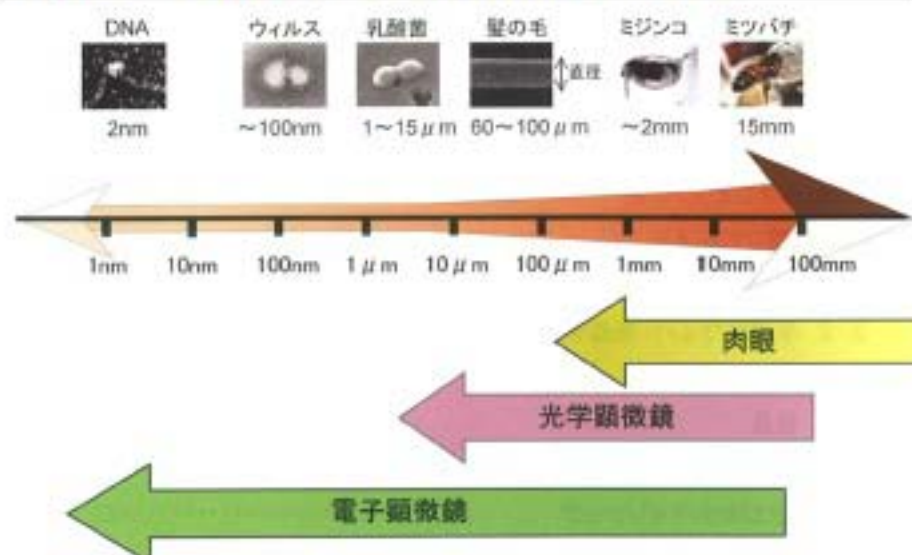 DNA ウィルス 乳酸菌 髪の毛 ミジンコ ミツバチ
直径
2nm ～100nm 1～15μm 60～100μm ～2mm 15mm
1nm 10nm 100nm 1μm 10μm 100μm 1mm 10mm 100mm
肉眼
光学顕微鏡
電子顕微鏡